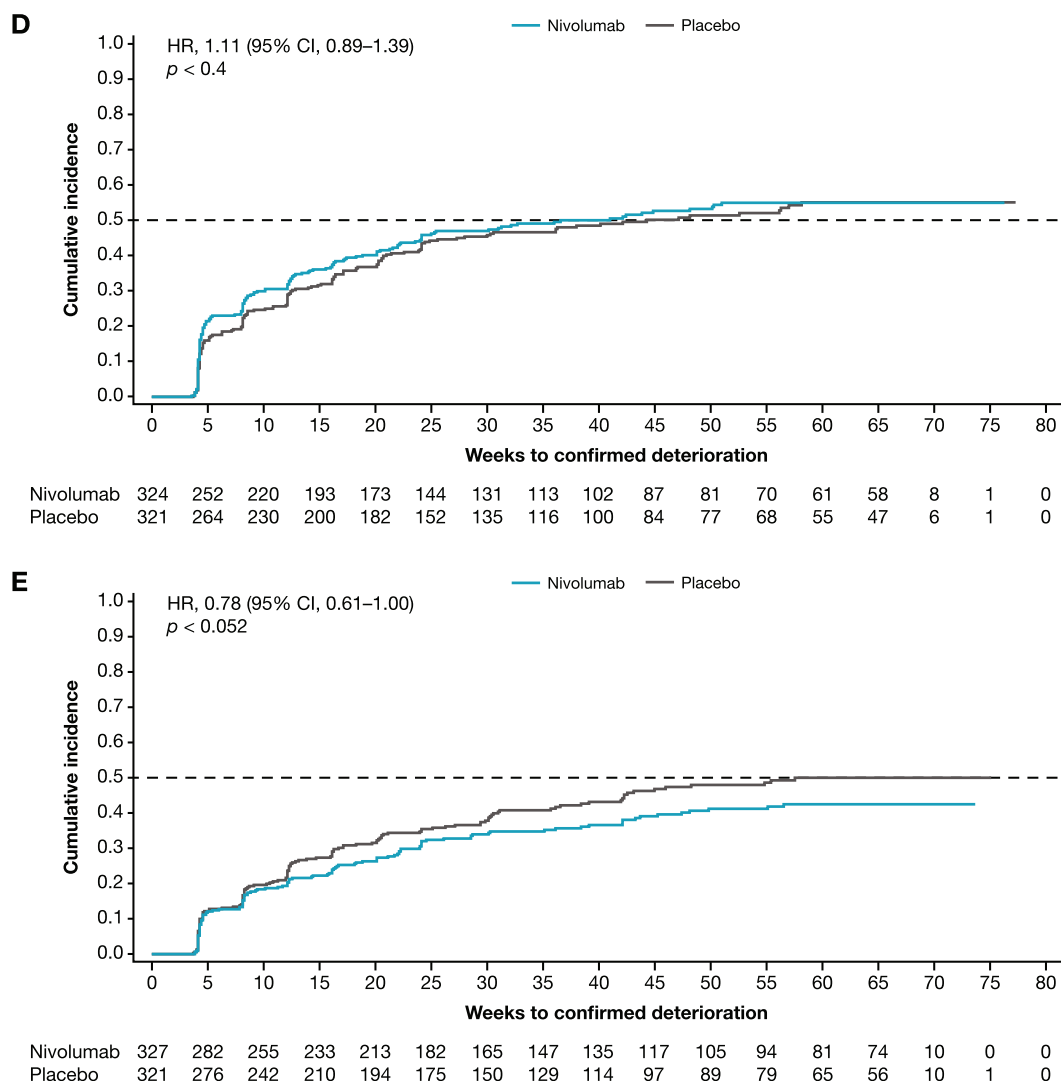 D
Nivolumab Placebo
HR, 1.11 (95% CI, 0.89–1.39)
p < 0.4
Cumulative incidence
1.0
0.9
0.8
0.7
0.6
0.5
0.4
0.3
0.2
0.1
0.0
0 5 10 15 20 25 30 35 40 45 50 55 60 65 70 75 80
Weeks to confirmed deterioration
Nivolumab 324 252 220 193 173 144 131 113 102 87 81 70 61 58 8 1 0
Placebo 321 264 230 200 182 152 135 116 100 84 77 68 55 47 6 1 0
E
Nivolumab Placebo
HR, 0.78 (95% CI, 0.61–1.00)
p < 0.052
Cumulative incidence
1.0
0.9
0.8
0.7
0.6
0.5
0.4
0.3
0.2
0.1
0.0
0 5 10 15 20 25 30 35 40 45 50 55 60 65 70 75 80
Weeks to confirmed deterioration
Nivolumab 327 282 255 233 213 182 165 147 135 117 105 94 81 74 10 0 0
Placebo 321 276 242 210 194 175 150 129 114 97 89 79 65 56 10 1 0